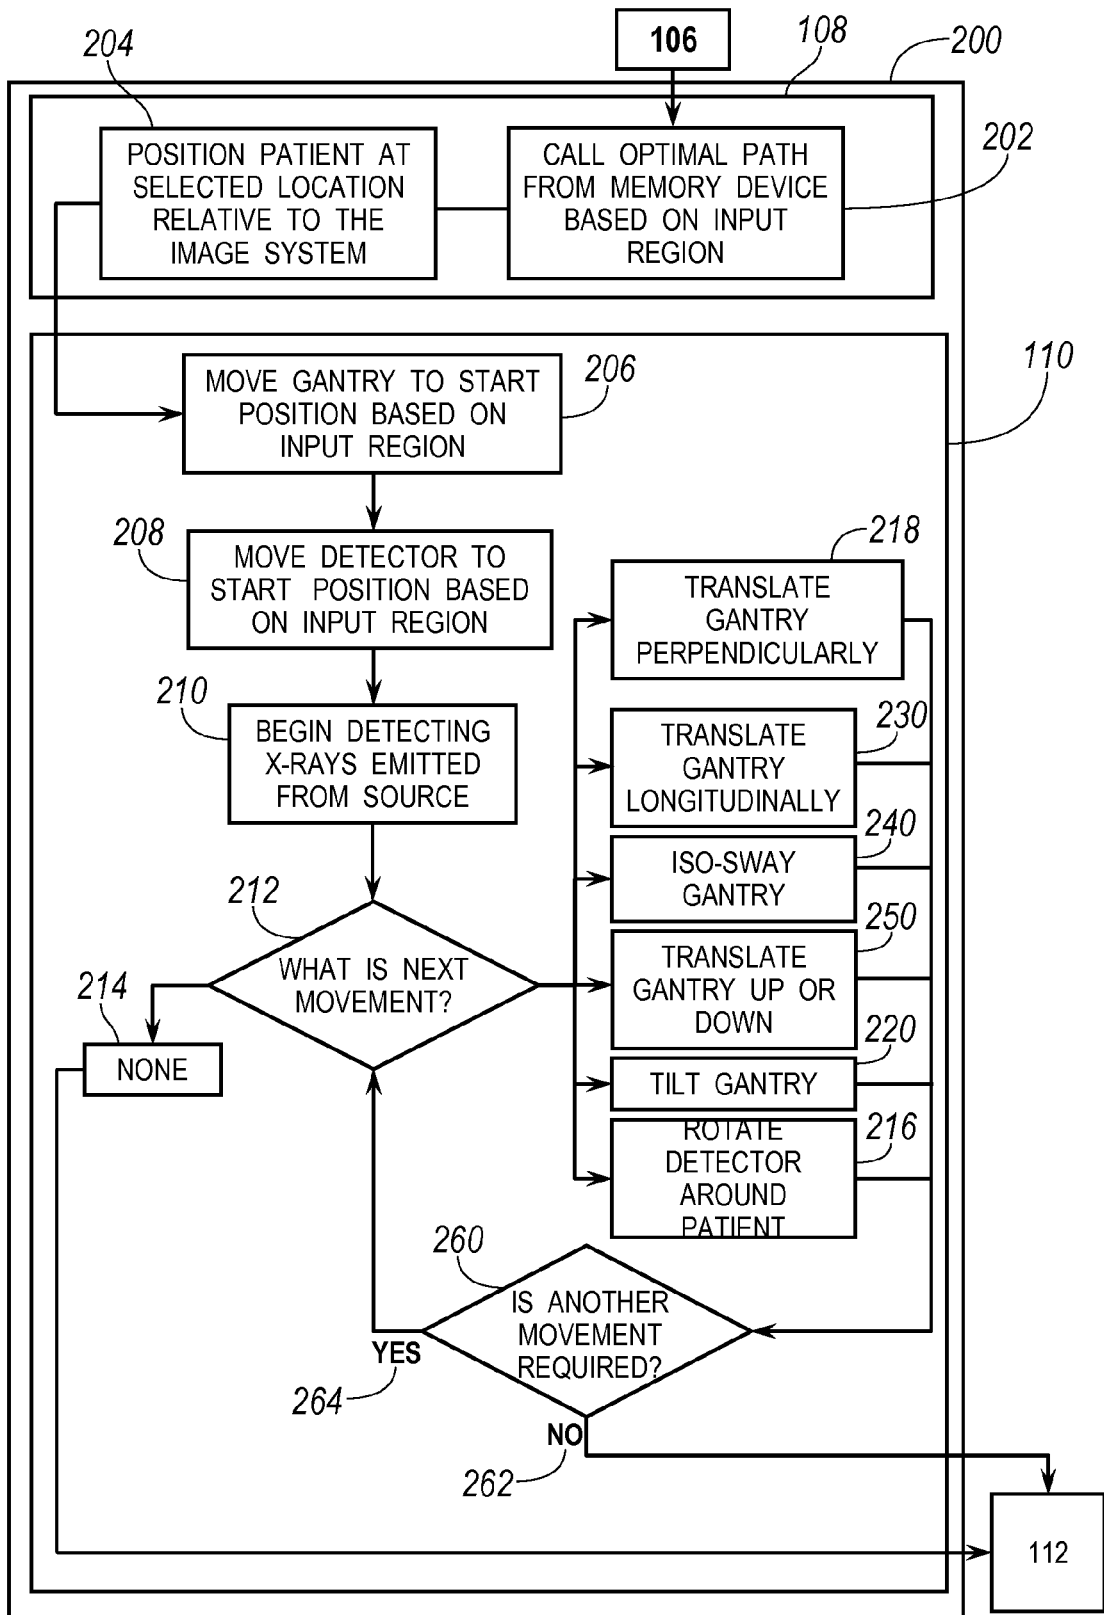 106
108
200
204
202
POSITION PATIENT AT
SELECTED LOCATION
RELATIVE TO THE
IMAGE SYSTEM
CALL OPTIMAL PATH
FROM MEMORY DEVICE
BASED ON INPUT
REGION
110
206
MOVE GANTRY TO START
POSITION BASED ON
INPUT REGION
208
MOVE DETECTOR TO
START POSITION BASED
ON INPUT REGION
218
TRANSLATE
GANTRY
PERPENDICULARLY
210
BEGIN DETECTING
X-RAYS EMITTED
FROM SOURCE
230
TRANSLATE
GANTRY
LONGITUDINALLY
240
ISO-SWAY
GANTRY
212
WHAT IS NEXT
MOVEMENT?
250
TRANSLATE
GANTRY UP OR
DOWN
214
NONE
220
TILT GANTRY
216
ROTATE
DETECTOR
AROUND
PATIENT
260
IS ANOTHER
MOVEMENT
REQUIRED?
YES
264
NO
262
112